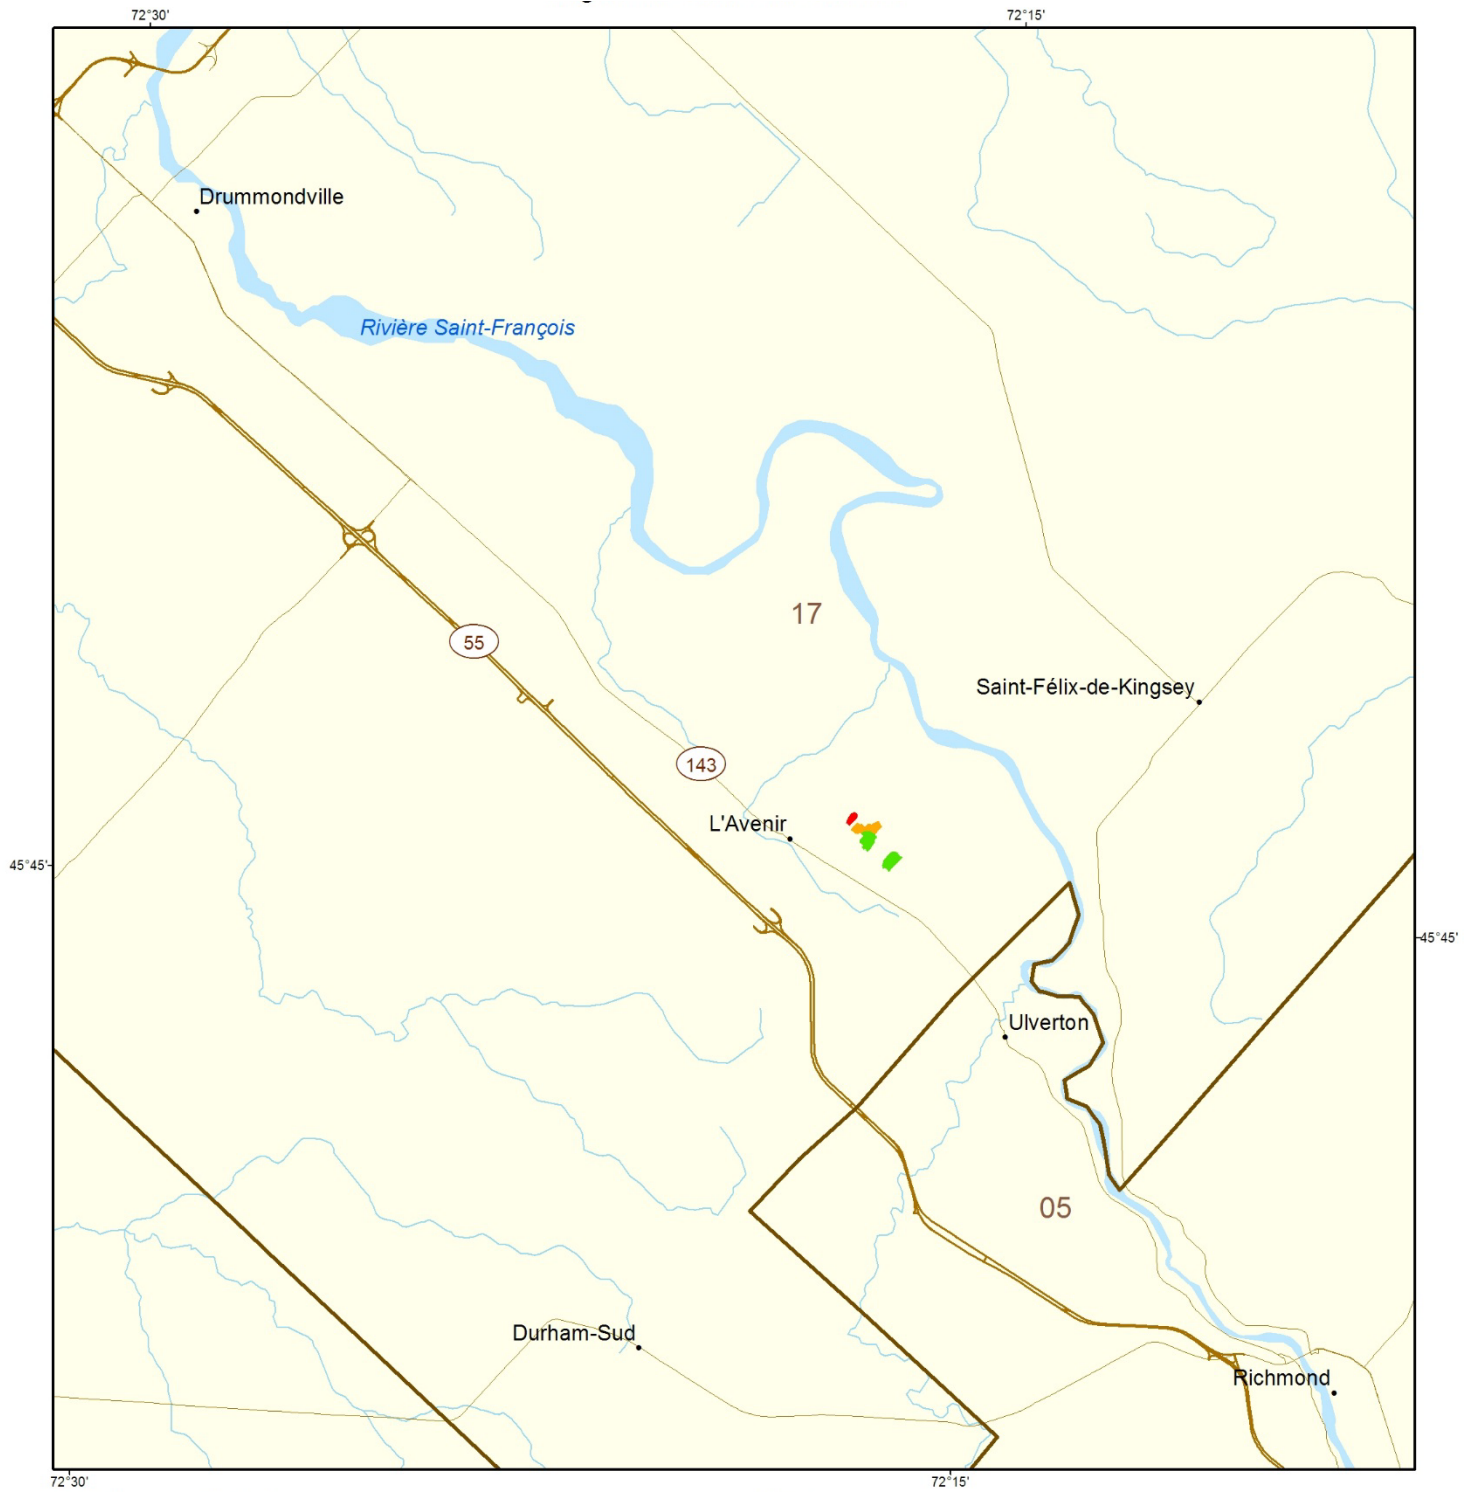 72°30'
72°15'
Drummondville
Rivière Saint-François
17
55
Saint-Félix-de-Kingsey
143
L'Avenir
45°45'
45°45'
Ulverton
05
Durham-Sud
Richmond
72°30'
72°15'